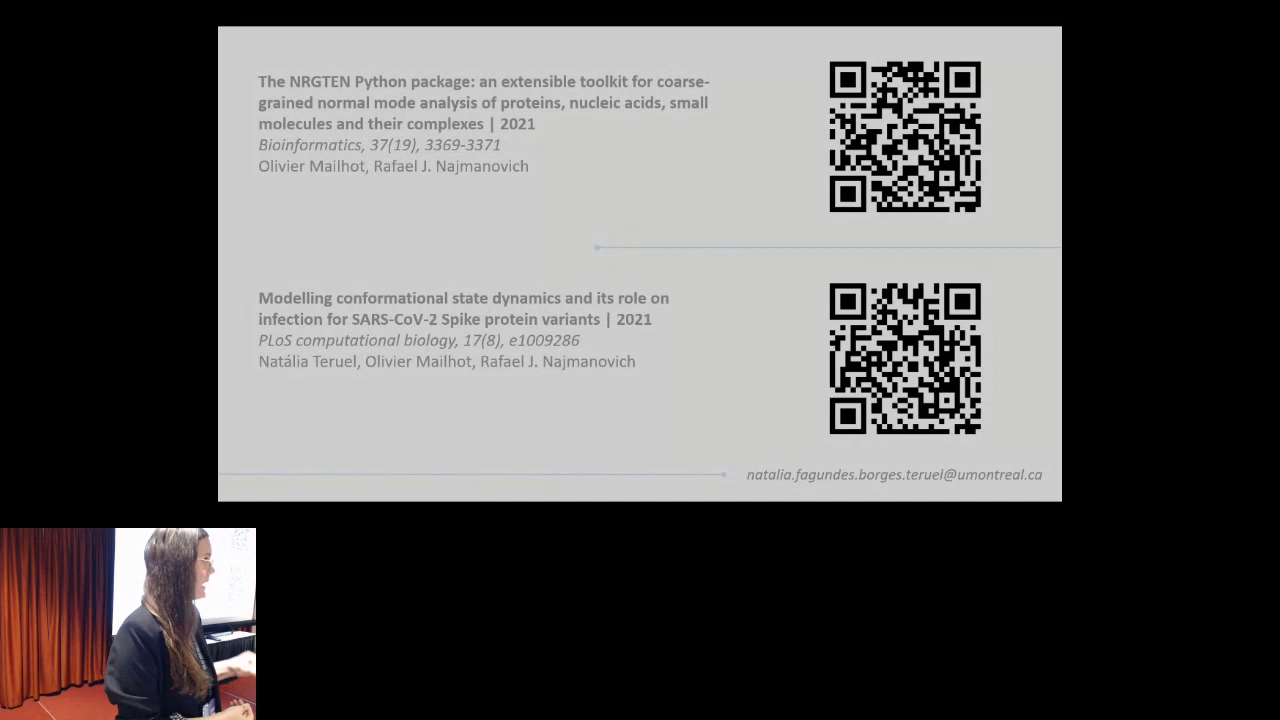 The NRGTEN Python package: an extensible toolkit for coarse-
grained normal mode analysis of proteins, nucleic acids, small
molecules and their complexes | 2021
Bioinformatics, 37(19), 3369-3371
Olivier Mailhot, Rafael J. Najmanovich
Modelling conformational state dynamics and its role on
infection for SARS-CoV-2 Spike protein variants | 2021
PLoS computational biology, 17(8), e1009286
Natália Teruel, Olivier Mailhot, Rafael J. Najmanovich
natalia.fagundes.borges.teruel@umontreal.ca